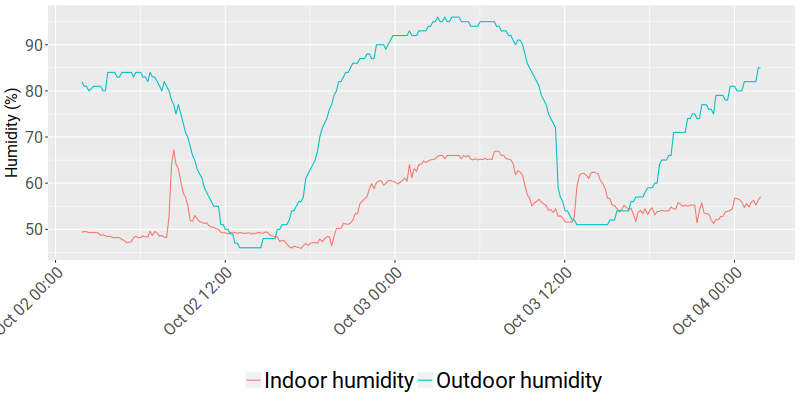 Humidity (%)
90
80
70
60
50
Oct 02 00:00
Oct 02 12:00
Oct 03 00:00
Oct 03 12:00
Oct 04 00:00
Indoor humidity
Outdoor humidity